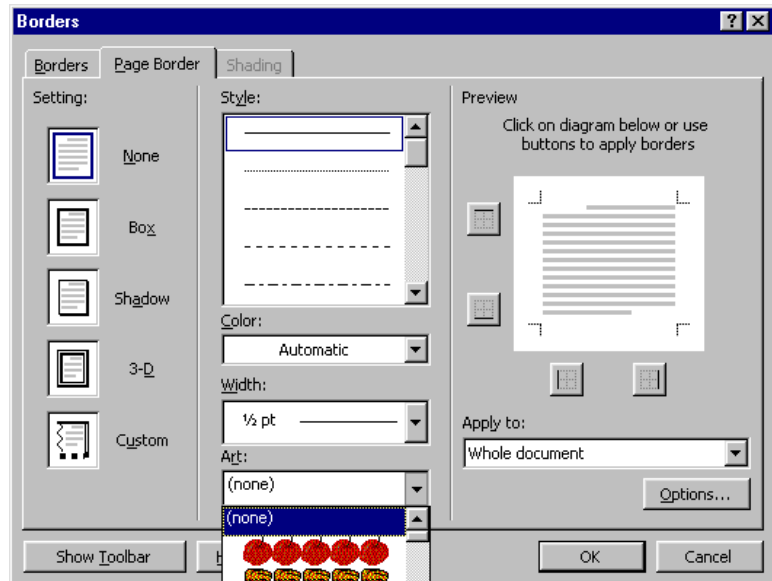 Borders
Borders
Page Border
Shading
Setting:
None
Box
Shadow
3-D
Custom
Style:
Color:
Automatic
Width:
½ pt
Art:
(none)
(none)
Preview
Click on diagram below or use
buttons to apply borders
Apply to:
Whole document
Options...
Show Toolbar
OK
Cancel